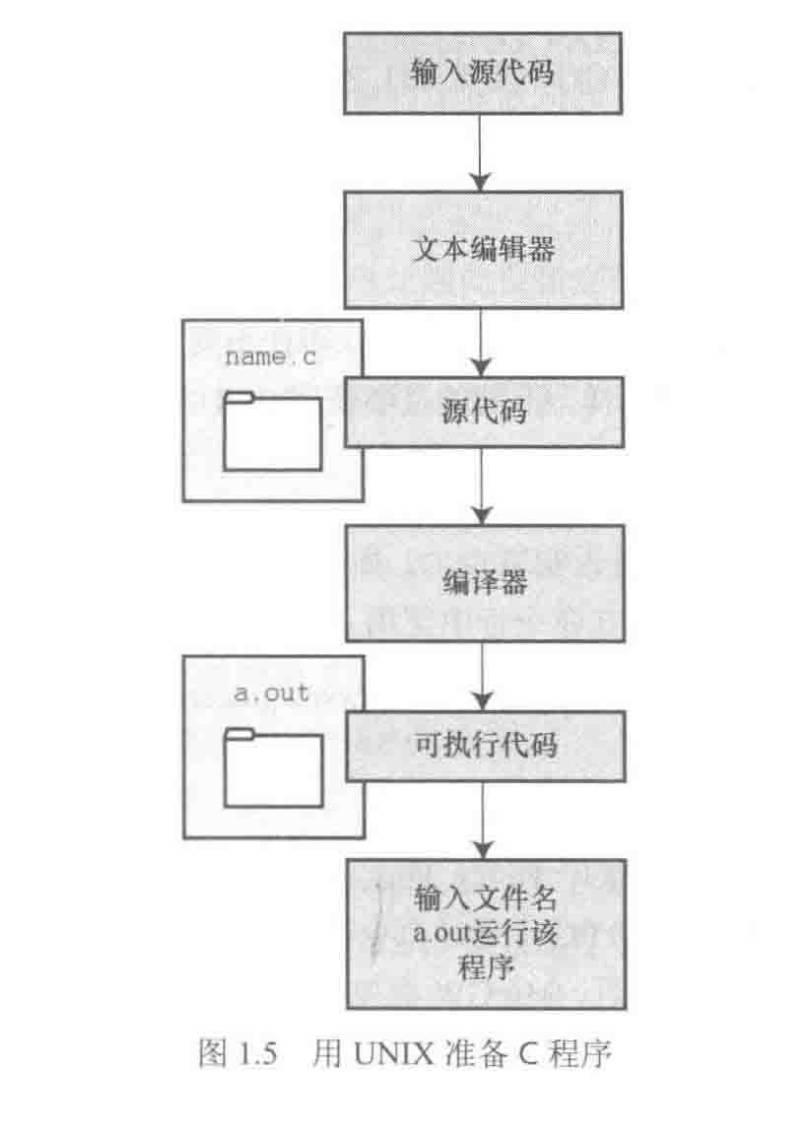 输入源代码
文本编辑器
name.c
源代码
编译器
a.out
可执行代码
输入文件名
a.out运行该
程序
图 1.5 用 UNIX 准备 C 程序